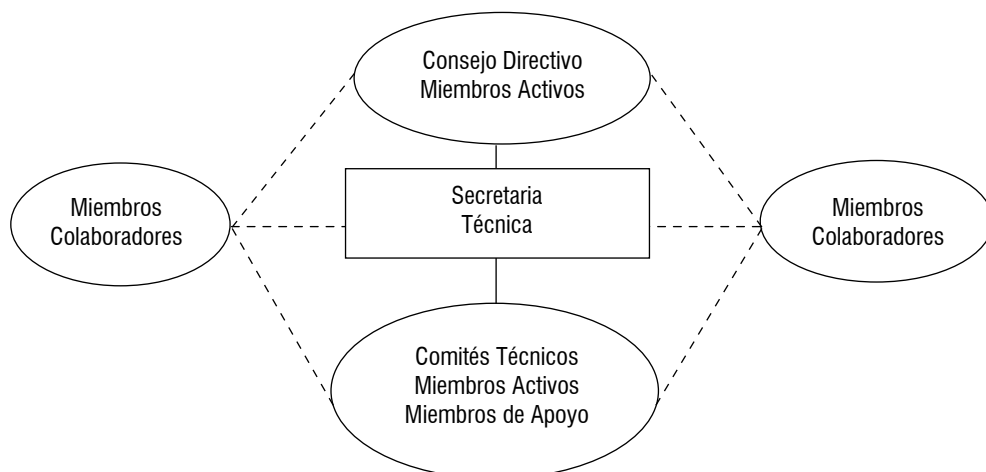 Consejo Directivo
Miembros Activos
Secretaria
Técnica
Miembros
Colaboradores
Miembros
Colaboradores
Comités Técnicos
Miembros Activos
Miembros de Apoyo